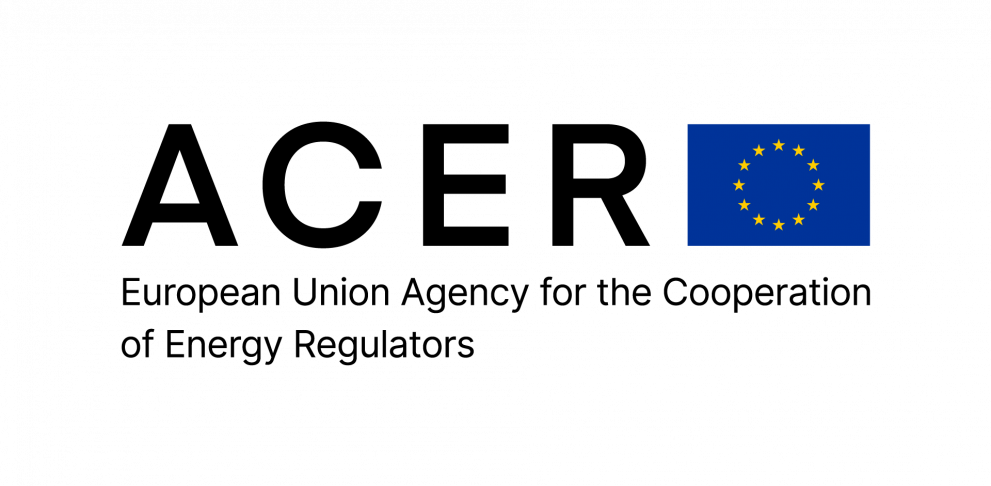 ACER
European Union Agency for the Cooperation
of Energy Regulators